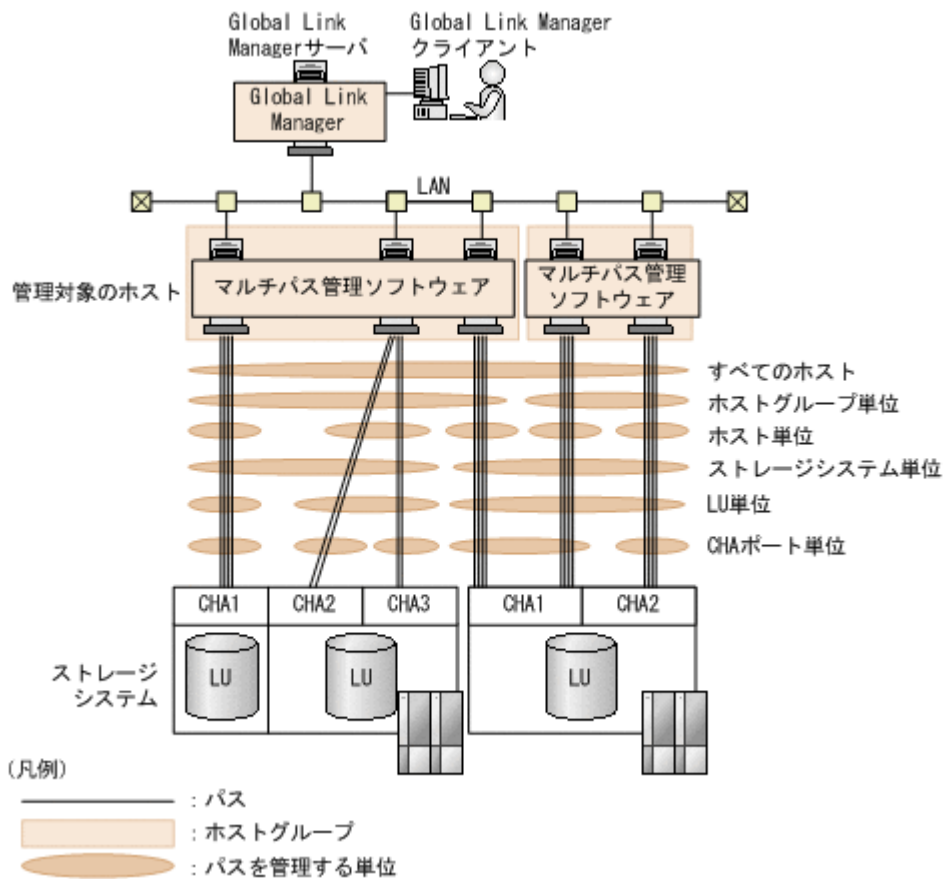 Global Link
Managerサーバ
Global Link Manager
クライアント
Global Link
Manager
LAN
管理対象のホスト
マルチパス管理ソフトウェア
マルチパス管理
ソフトウェア
すべてのホスト
ホストグループ単位
ホスト単位
ストレージシステム単位
LU単位
CHAポート単位
CHA1
CHA2
CHA3
CHA1
CHA2
ストレージ
システム
LU
LU
LU
(凡例)
：パス
：ホストグループ
：パスを管理する単位